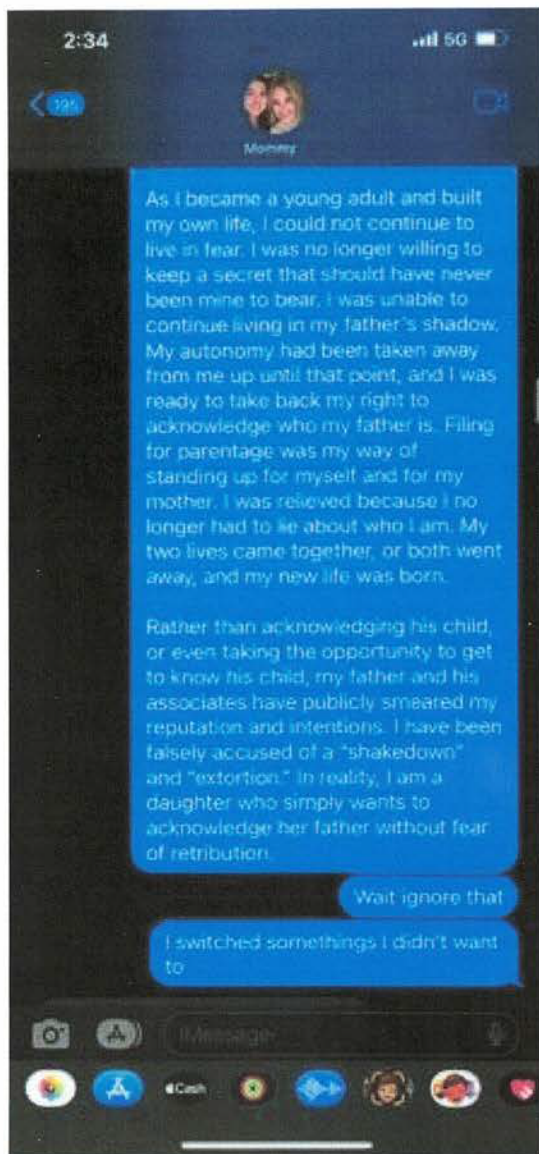 2:34
5G
195
Mommy
As I became a young adult and built
my own life, I could not continue to
live in fear. I was no longer willing to
keep a secret that should have never
been mine to bear. I was unable to
continue living in my father's shadow.
My autonomy had been taken away
from me up until that point, and I was
ready to take back my right to
acknowledge who my father is. Filing
for parentage was my way of
standing up for myself and for my
mother. I was relieved because I no
longer had to lie about who I am. My
two lives came together, or both went
away, and my new life was born.
Rather than acknowledging his child,
or even taking the opportunity to get
to know his child, my father and his
associates have publicly smeared my
reputation and intentions. I have been
falsely accused of a "shakedown"
and "extortion." In reality, I am a
daughter who simply wants to
acknowledge her father without fear
of retribution.
Wait ignore that
I switched somethings I didn't want
to
iMessage
Cash